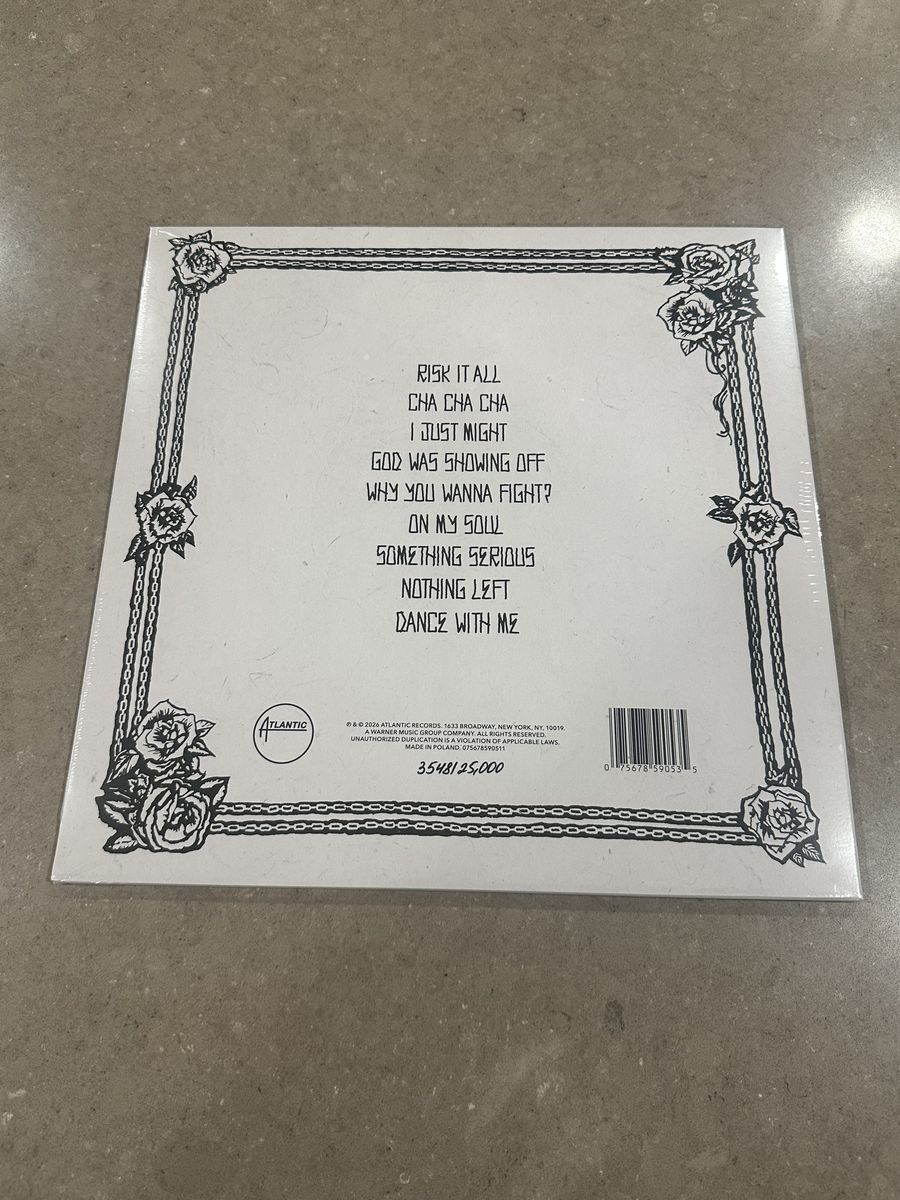 RISK IT ALL
CHA CHA CHA
I JUST MIGHT
GOD WAS SHOWING OFF
WHY YOU WANNA FIGHT?
ON MY SOUL
SOMETHING SERIOUS
NOTHING LEFT
DANCE WITH ME
ATLANTIC
℗ & © 2026 ATLANTIC RECORDS. 1633 BROADWAY, NEW YORK, NY, 10019.
A WARNER MUSIC GROUP COMPANY. ALL RIGHTS RESERVED.
UNAUTHORIZED DUPLICATION IS A VIOLATION OF APPLICABLE LAWS.
MADE IN POLAND. 075678590511
3548/25,000
0 75678 59053 5